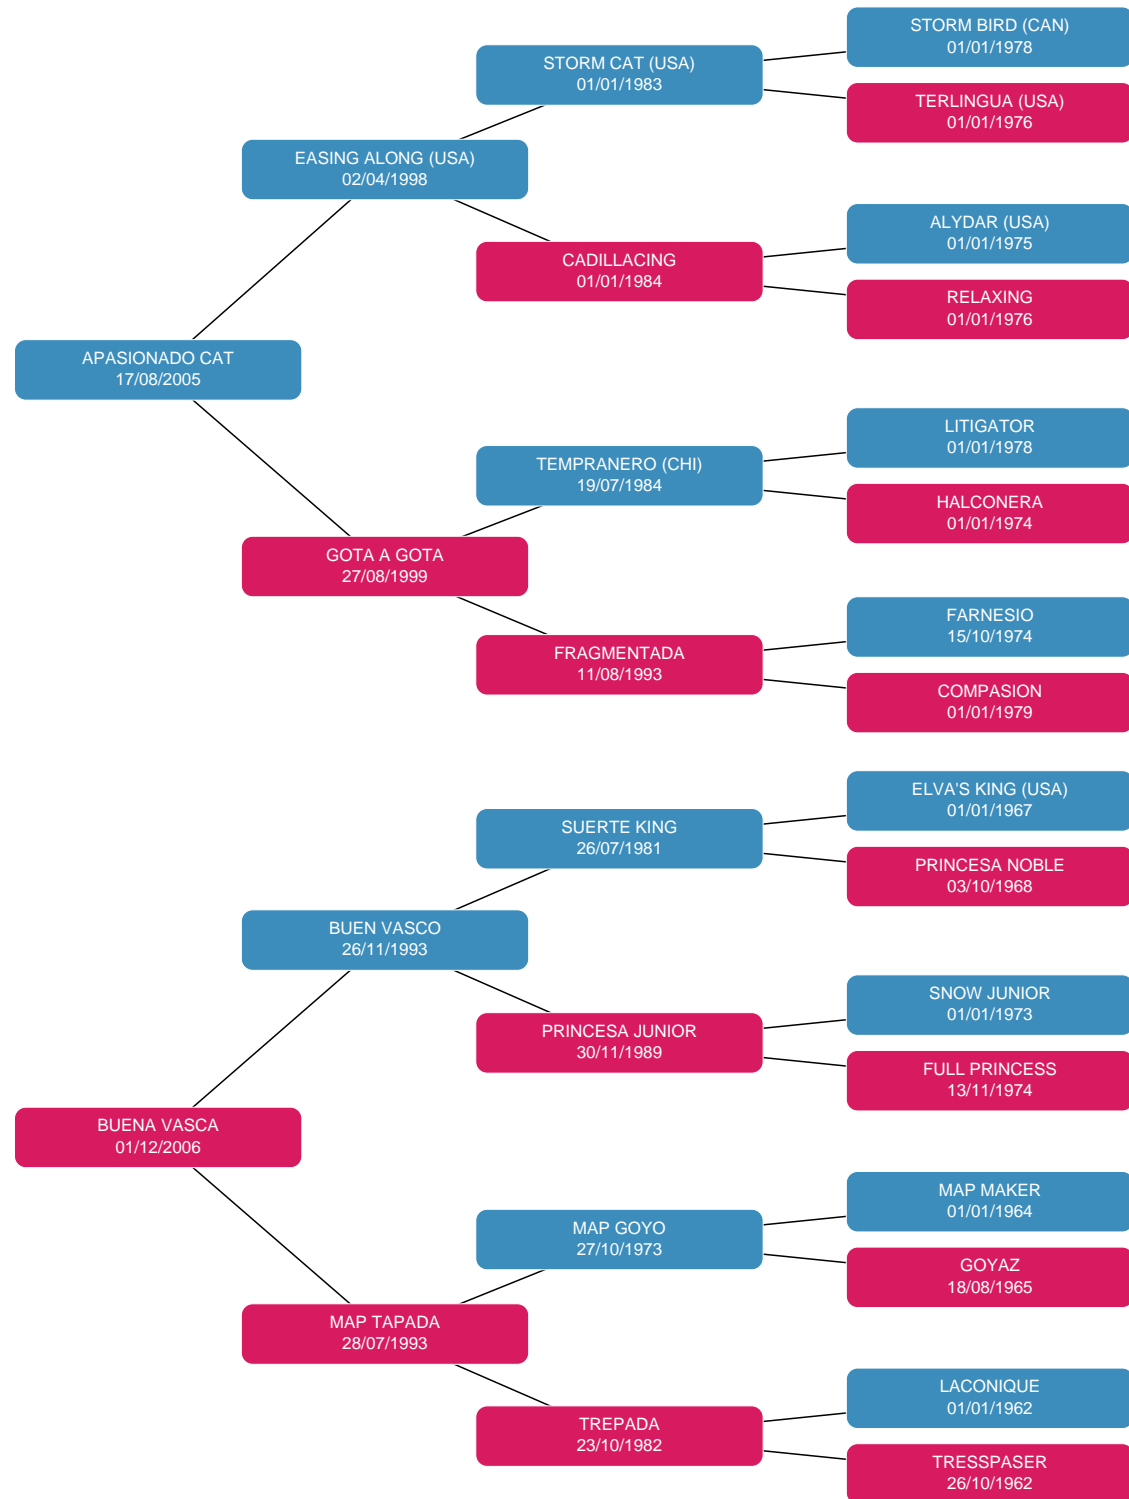 STORM BIRD (CAN)
01/01/1978
STORM CAT (USA)
01/01/1983
TERLINGUA (USA)
01/01/1976
EASING ALONG (USA)
02/04/1998
ALYDAR (USA)
01/01/1975
CADILLACING
01/01/1984
RELAXING
01/01/1976
APASIONADO CAT
17/08/2005
LITIGATOR
01/01/1978
TEMPRANERO (CHI)
19/07/1984
HALCONERA
01/01/1974
GOTA A GOTA
27/08/1999
FARNESIO
15/10/1974
FRAGMENTADA
11/08/1993
COMPASION
01/01/1979
ELVA'S KING (USA)
01/01/1967
SUERTE KING
26/07/1981
PRINCESA NOBLE
03/10/1968
BUEN VASCO
26/11/1993
SNOW JUNIOR
01/01/1973
PRINCESA JUNIOR
30/11/1989
FULL PRINCESS
13/11/1974
BUENA VASCA
01/12/2006
MAP MAKER
01/01/1964
MAP GOYO
27/10/1973
GOYAZ
18/08/1965
MAP TAPADA
28/07/1993
LACONIQUE
01/01/1962
TREPADA
23/10/1982
TRESSPASER
26/10/1962